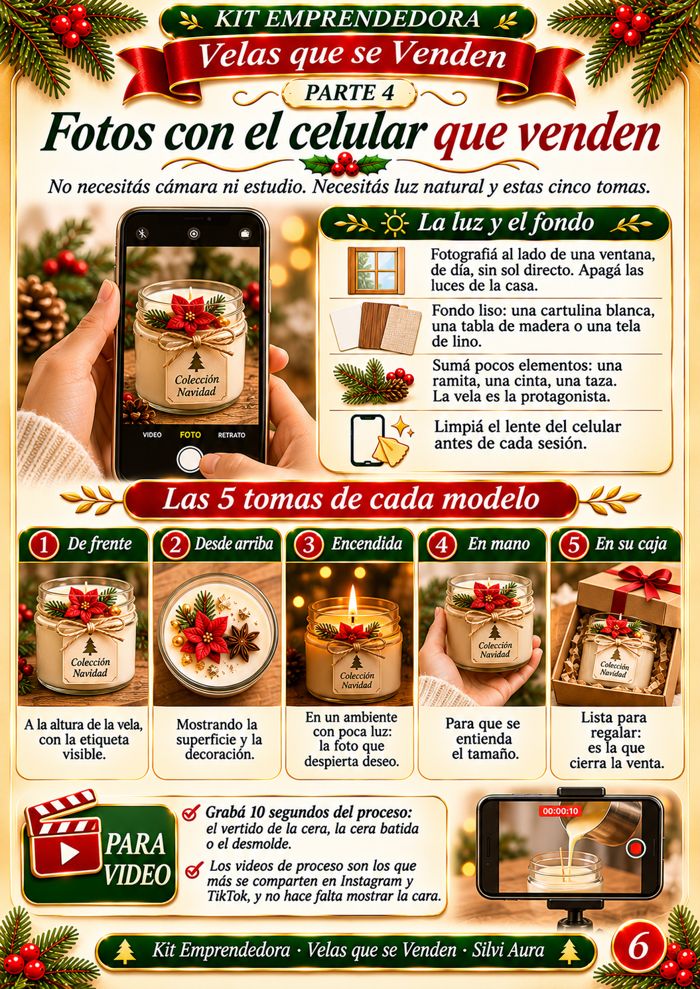 KIT EMPRENDEDORA
Velas que se Venden
PARTE 4
Fotos con el celular que venden
No necesitás cámara ni estudio. Necesitás luz natural y estas cinco tomas.
Colección
Navidad
VIDEO FOTO RETRATO
La luz y el fondo
Fotografiá al lado de una ventana,
de día, sin sol directo. Apagá las
luces de la casa.
Fondo liso: una cartulina blanca,
una tabla de madera o una tela
de lino.
Sumá pocos elementos: una
ramita, una cinta, una taza.
La vela es la protagonista.
Limpiá el lente del celular
antes de cada sesión.
Las 5 tomas de cada modelo
1 De frente
Colección
Navidad
A la altura de la vela,
con la etiqueta
visible.
2 Desde arriba
Mostrando la
superficie y la
decoración.
3 Encendida
Colección
Navidad
En un ambiente
con poca luz:
la foto que
despierta deseo.
4 En mano
Colección
Navidad
Para que se
entienda
el tamaño.
5 En su caja
Colección
Navidad
Lista para
regalar:
es la que
cierra la venta.
PARA
VIDEO
Grabá 10 segundos del proceso:
el vertido de la cera, la cera batida
o el desmolde.
Los videos de proceso son los que
más se comparten en Instagram y
TikTok, y no hace falta mostrar la cara.
00:00:10
Kit Emprendedora · Velas que se Venden · Silvi Aura
6